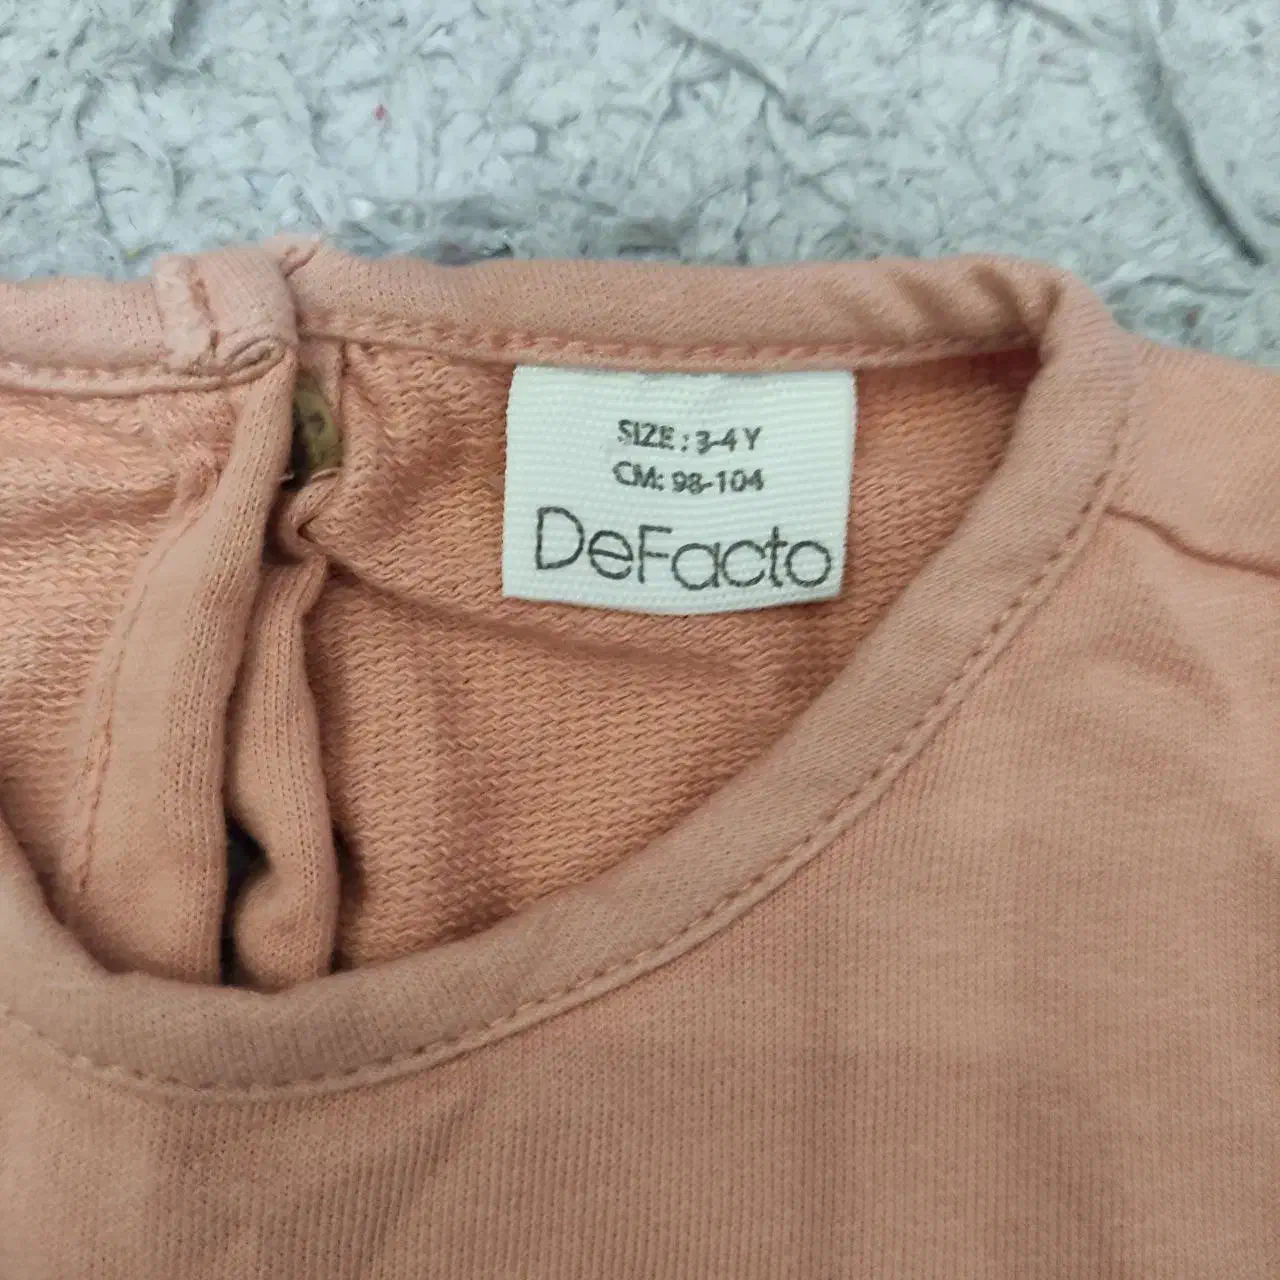 SIZE : 3-4 Y
CM: 98-104
DeFacto